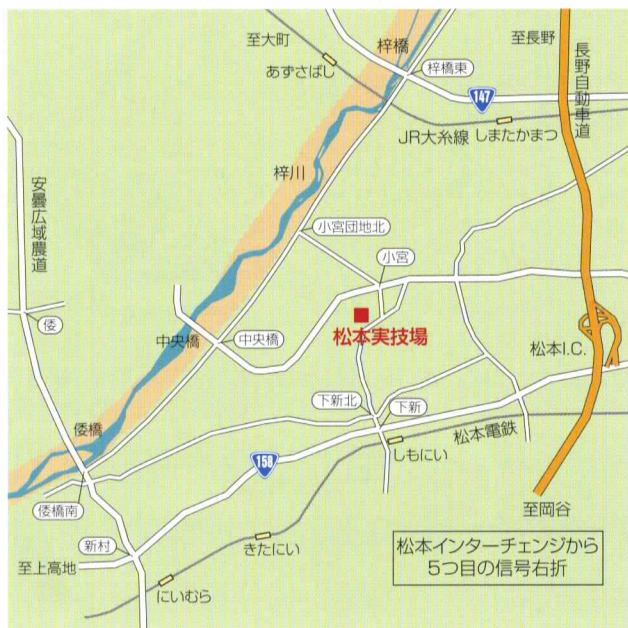 至大町
梓橋
至長野
あずさばし
梓橋東
147
長野自動車道
JR大糸線
しまたかまつ
梓川
安曇広域農道
小宮団地北
小宮
倭
中央橋
中央橋
松本実技場
松本I.C.
倭橋
下新北
下新
松本電鉄
しもにい
158
倭橋南
至岡谷
新村
きたにい
至上高地
にいむら
松本インターチェンジから
5つ目の信号右折